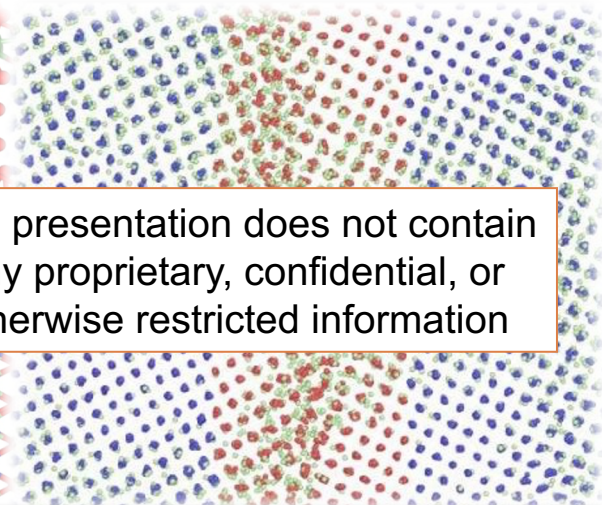 presentation does not contain
y proprietary, confidential, or
herwise restricted information